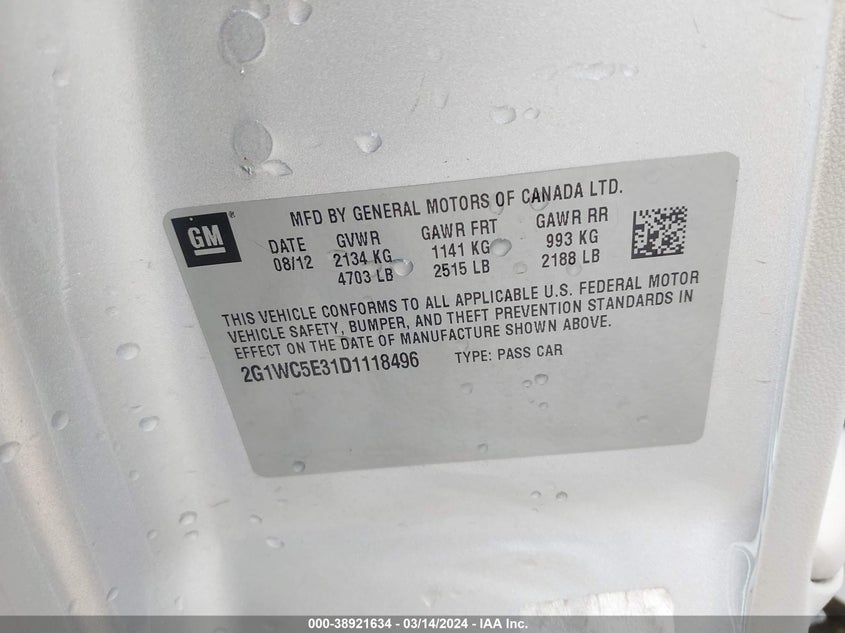 GM ®
MFD BY GENERAL MOTORS OF CANADA LTD.
DATE GVWR GAWR FRT GAWR RR
08/12 2134 KG 1141 KG 993 KG
4703 LB 2515 LB 2188 LB
THIS VEHICLE CONFORMS TO ALL APPLICABLE U.S. FEDERAL MOTOR
VEHICLE SAFETY, BUMPER, AND THEFT PREVENTION STANDARDS IN
EFFECT ON THE DATE OF MANUFACTURE SHOWN ABOVE.
2G1WC5E31D1118496 TYPE: PASS CAR
000-38921634 - 03/14/2024 - IAA Inc.